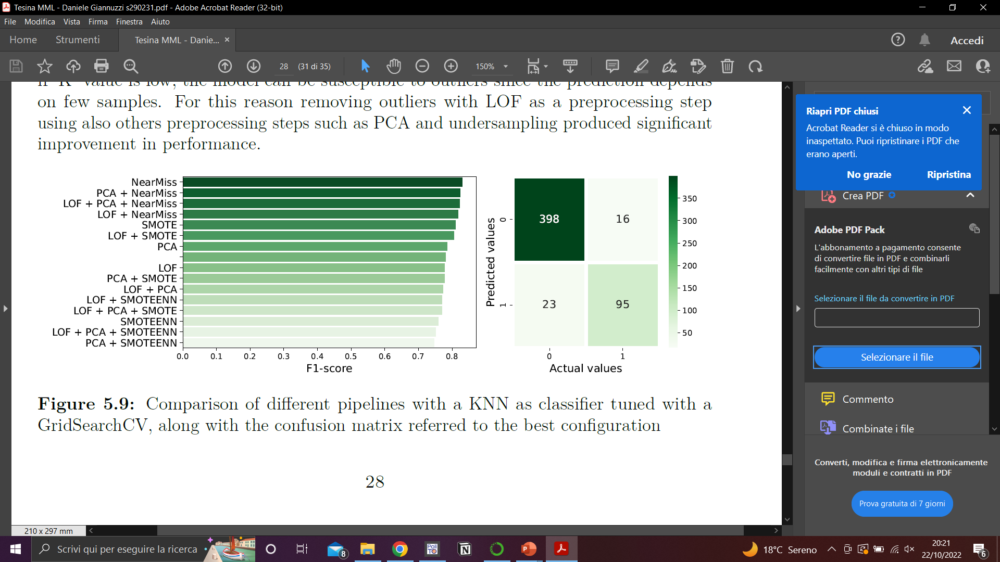 Tesina MML - Daniele Giannuzzi s290231.pdf - Adobe Acrobat Reader (32-bit)
File Modifica Vista Firma Finestra Aiuto
Home Strumenti Tesina MML - Danie... × Accedi
28 (31 di 35) 150%
if K value is low, the model can be susceptible to outliers since the prediction depends
on few samples. For this reason removing outliers with LOF as a preprocessing step
using also others preprocessing steps such as PCA and undersampling produced significant
improvement in performance.
NearMiss
PCA + NearMiss
LOF + PCA + NearMiss
LOF + NearMiss
SMOTE
LOF + SMOTE
PCA
LOF
PCA + SMOTE
LOF + PCA
LOF + SMOTEENN
LOF + PCA + SMOTE
SMOTEENN
LOF + PCA + SMOTEENN
PCA + SMOTEENN
0.0 0.1 0.2 0.3 0.4 0.5 0.6 0.7 0.8
F1-score
Predicted values
0
1
398 16
23 95
0 1
Actual values
350
300
250
200
150
100
50
Figure 5.9: Comparison of different pipelines with a KNN as classifier tuned with a
GridSearchCV, along with the confusion matrix referred to the best configuration
28
210 x 297 mm
Riapri PDF chiusi
Acrobat Reader si è chiuso in modo
inaspettato. Puoi ripristinare i PDF che
erano aperti.
No grazie Ripristina
Crea PDF
Adobe PDF Pack
L'abbonamento a pagamento consente
di convertire file in PDF e combinarli
facilmente con altri tipi di file
Selezionare il file da convertire in PDF
Selezionare il file
Commento
Combinate i file
Converti, modifica e firma elettronicamente
moduli e contratti in PDF
Prova gratuita di 7 giorni
Scrivi qui per eseguire la ricerca
8
Poli
TO
18°C Sereno
20:21
22/10/2022
6